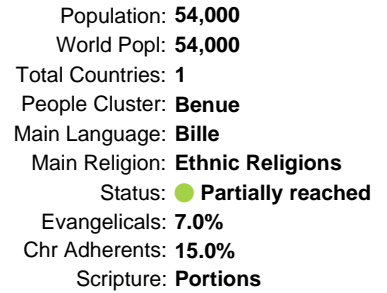 Population: 54,000
World Popl: 54,000
Total Countries: 1
People Cluster: Benue
Main Language: Bille
Main Religion: Ethnic Religions
Status: Partially reached
Evangelicals: 7.0%
Chr Adherents: 15.0%
Scripture: Portions